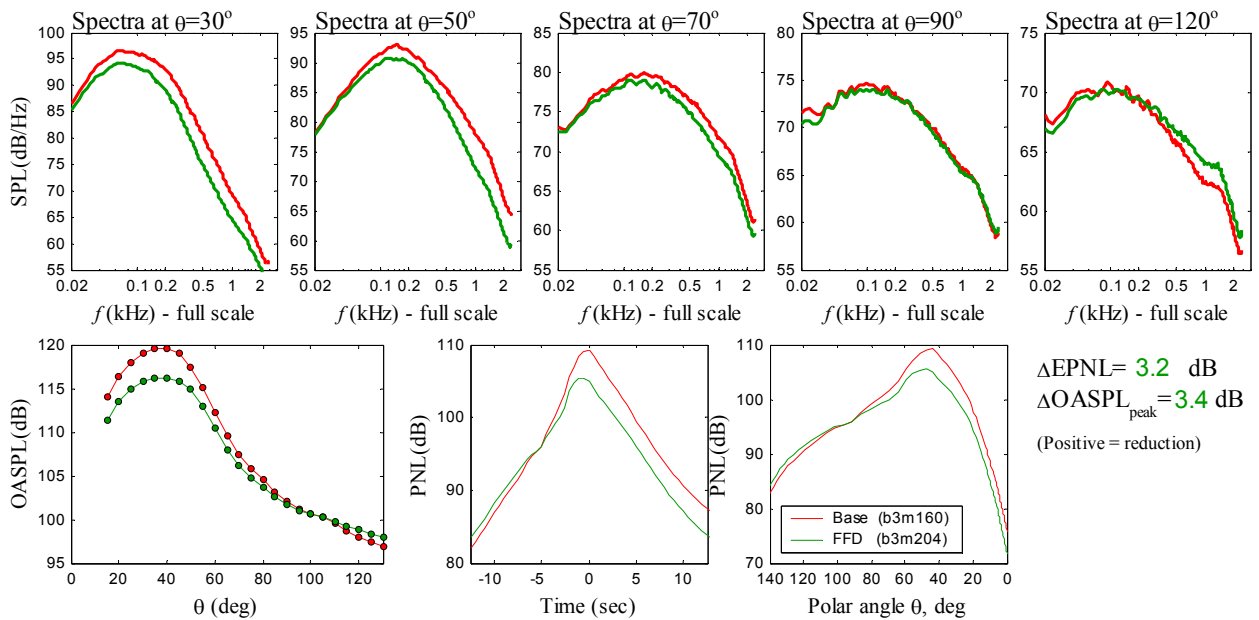 Spectra at θ=30º Spectra at θ=50º Spectra at θ=70º Spectra at θ=90º Spectra at θ=120º
SPL(dB/Hz)
100
95
90
85
80
75
70
65
60
55
0.02 0.1 0.2 0.5 1 2
f (kHz) - full scale
100
95
90
85
80
75
70
65
60
55
0.02 0.1 0.2 0.5 1 2
f (kHz) - full scale
85
80
75
70
65
60
55
0.02 0.1 0.2 0.5 1 2
f (kHz) - full scale
80
75
70
65
60
55
0.02 0.1 0.2 0.5 1 2
f (kHz) - full scale
75
70
65
60
55
0.02 0.1 0.2 0.5 1 2
f (kHz) - full scale
OASPL(dB)
120
115
110
105
100
95
0 20 40 60 80 100 120
θ (deg)
PNL(dB)
110
100
90
80
-10 -5 0 5 10
Time (sec)
PNL(dB)
110
100
90
80
70
140 120 100 80 60 40 20 0
Polar angle θ, deg
Base (b3m160)
FFD (b3m204)
ΔEPNL= 3.2 dB
ΔOASPLpeak=3.4 dB
(Positive = reduction)